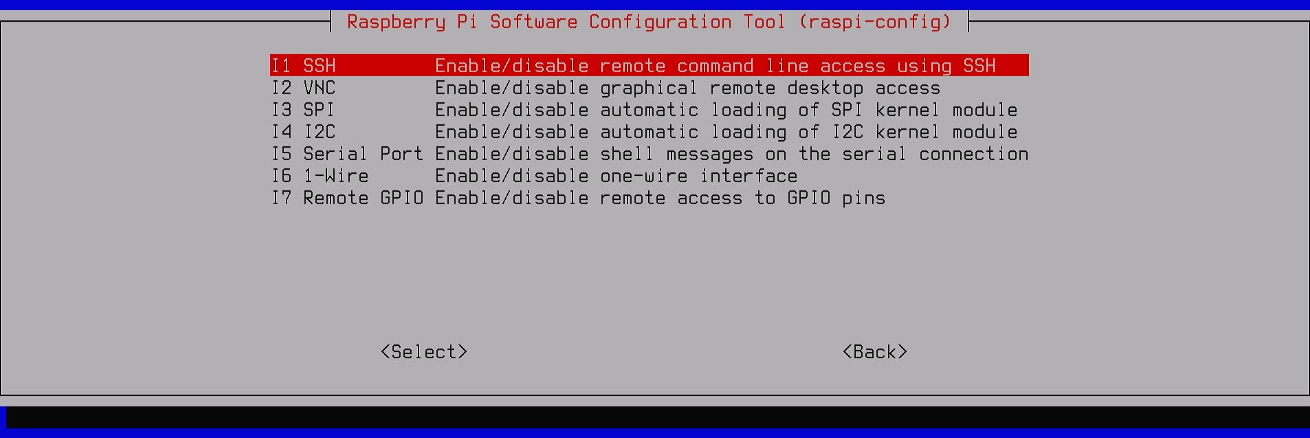 Raspberry Pi Software Configuration Tool (raspi-config)
I1 SSH Enable/disable remote command line access using SSH
I2 VNC Enable/disable graphical remote desktop access
I3 SPI Enable/disable automatic loading of SPI kernel module
I4 I2C Enable/disable automatic loading of I2C kernel module
I5 Serial Port Enable/disable shell messages on the serial connection
I6 1-Wire Enable/disable one-wire interface
I7 Remote GPIO Enable/disable remote access to GPIO pins
<Select> <Back>